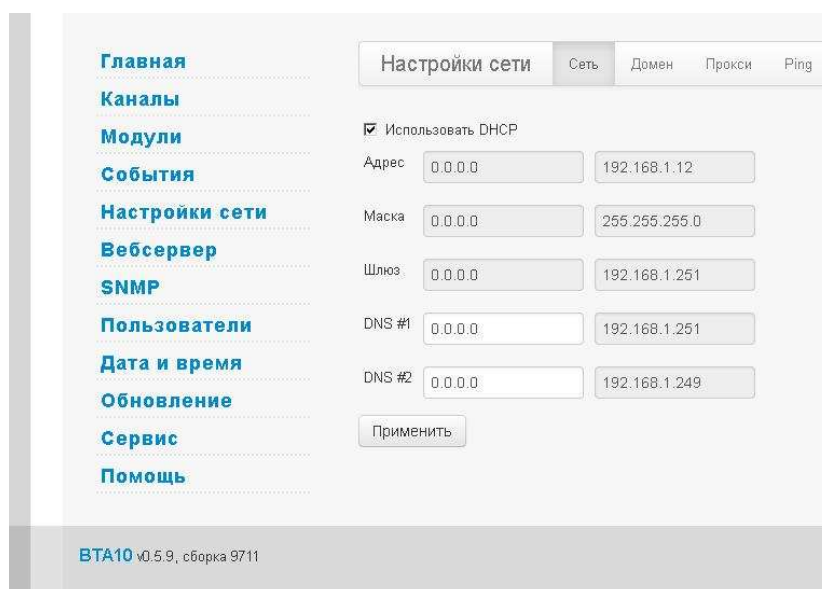 Главная
Каналы
Модули
События
Настройки сети
Вебсервер
SNMP
Пользователи
Дата и время
Обновление
Сервис
Помощь
Настройки сети Сеть Домен Прокси Ping
Использовать DHCP
Адрес 0.0.0.0 192.168.1.12
Маска 0.0.0.0 255.255.255.0
Шлюз 0.0.0.0 192.168.1.251
DNS #1 0.0.0.0 192.168.1.251
DNS #2 0.0.0.0 192.168.1.249
Применить
BTA10 v0.5.9, сборка 9711